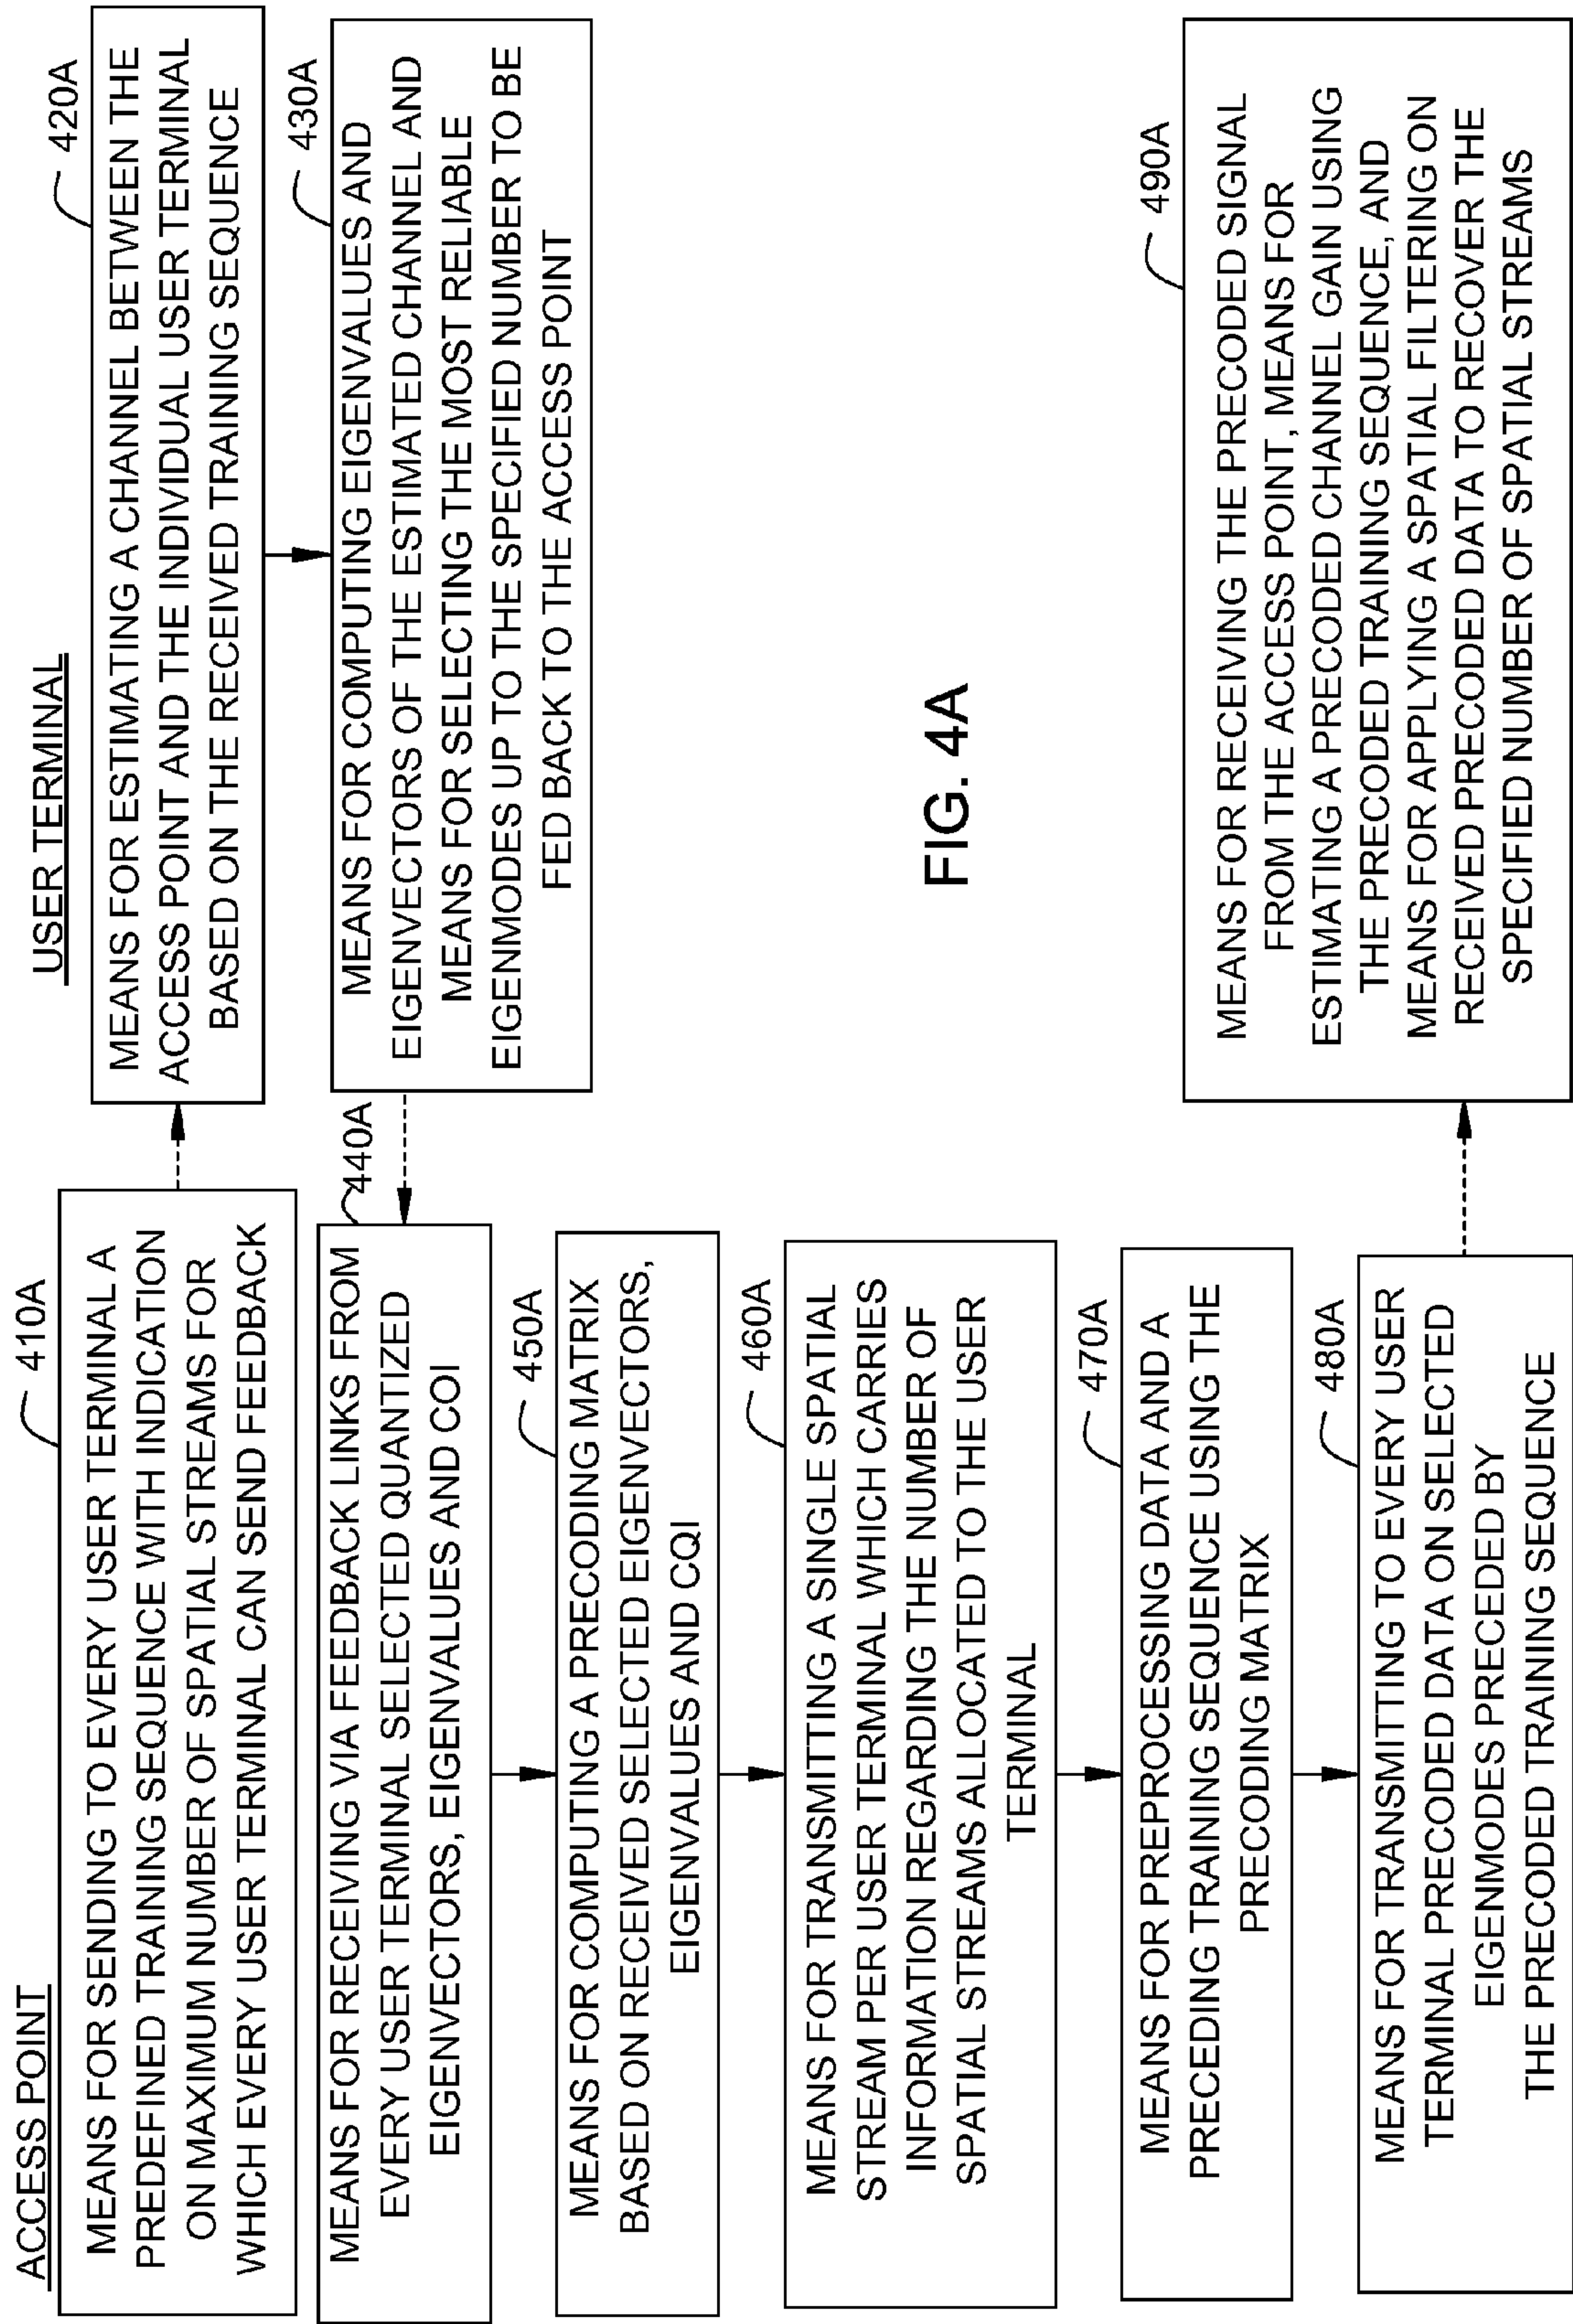 ACCESS POINT
410A
MEANS FOR SENDING TO EVERY USER TERMINAL A
PREDEFINED TRAINING SEQUENCE WITH INDICATION
ON MAXIMUM NUMBER OF SPATIAL STREAMS FOR
WHICH EVERY USER TERMINAL CAN SEND FEEDBACK
USER TERMINAL
420A
MEANS FOR ESTIMATING A CHANNEL BETWEEN THE
ACCESS POINT AND THE INDIVIDUAL USER TERMINAL
BASED ON THE RECEIVED TRAINING SEQUENCE
430A
MEANS FOR COMPUTING EIGENVALUES AND
EIGENVECTORS OF THE ESTIMATED CHANNEL AND
MEANS FOR SELECTING THE MOST RELIABLE
EIGENMODES UP TO THE SPECIFIED NUMBER TO BE
FED BACK TO THE ACCESS POINT
440A
MEANS FOR RECEIVING VIA FEEDBACK LINKS FROM
EVERY USER TERMINAL SELECTED QUANTIZED
EIGENVECTORS, EIGENVALUES AND COI
450A
MEANS FOR COMPUTING A PRECODING MATRIX
BASED ON RECEIVED SELECTED EIGENVECTORS,
EIGENVALUES AND CQI
460A
MEANS FOR TRANSMITTING A SINGLE SPATIAL
STREAM PER USER TERMINAL WHICH CARRIES
INFORMATION REGARDING THE NUMBER OF
SPATIAL STREAMS ALLOCATED TO THE USER
TERMINAL
470A
MEANS FOR PREPROCESSING DATA AND A
PRECEDING TRAINING SEQUENCE USING THE
PRECODING MATRIX
480A
MEANS FOR TRANSMITTING TO EVERY USER
TERMINAL PRECODED DATA ON SELECTED
EIGENMODES PRECEDED BY
THE PRECODED TRAINING SEQUENCE
490A
MEANS FOR RECEIVING THE PRECODED SIGNAL
FROM THE ACCESS POINT, MEANS FOR
ESTIMATING A PRECODED CHANNEL GAIN USING
THE PRECODED TRAINING SEQUENCE, AND
MEANS FOR APPLYING A SPATIAL FILTERING ON
RECEIVED PRECODED DATA TO RECOVER THE
SPECIFIED NUMBER OF SPATIAL STREAMS
FIG. 4A